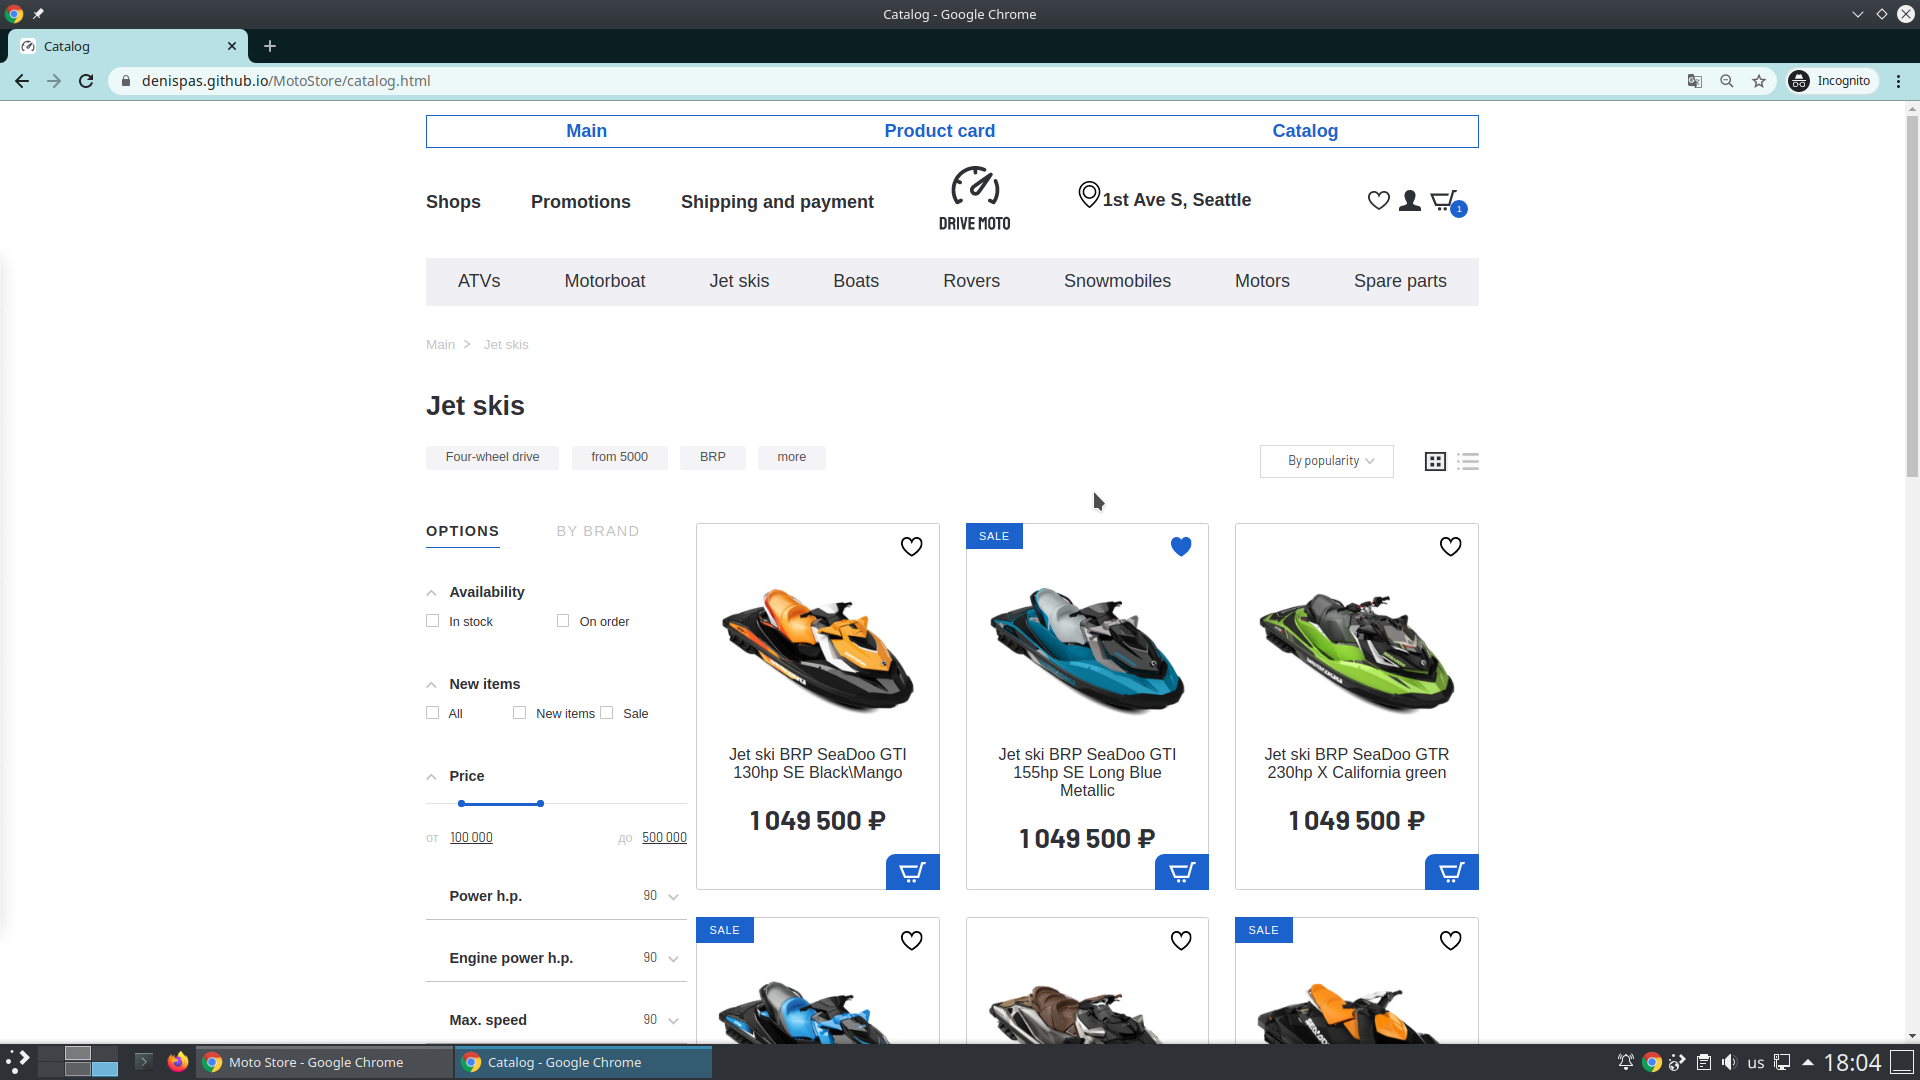 Catalog - Google Chrome
Catalog
denispas.github.io/MotoStore/catalog.html
Incognito
Main Product card Catalog
Shops Promotions Shipping and payment DRIVE MOTO 1st Ave S, Seattle 1
ATVs Motorboat Jet skis Boats Rovers Snowmobiles Motors Spare parts
Main > Jet skis
Jet skis
Four-wheel drive from 5000 BRP more By popularity
OPTIONS BY BRAND
Availability
In stock On order
New items
All New items Sale
Price
от 100 000 до 500 000
Power h.p. 90
Engine power h.p. 90
Max. speed 90
Jet ski BRP SeaDoo GTI
130hp SE Black\Mango
1 049 500 ₽
SALE
Jet ski BRP SeaDoo GTI
155hp SE Long Blue
Metallic
1 049 500 ₽
Jet ski BRP SeaDoo GTR
230hp X California green
1 049 500 ₽
SALE
SALE
Moto Store - Google Chrome
Catalog - Google Chrome
us
18:04